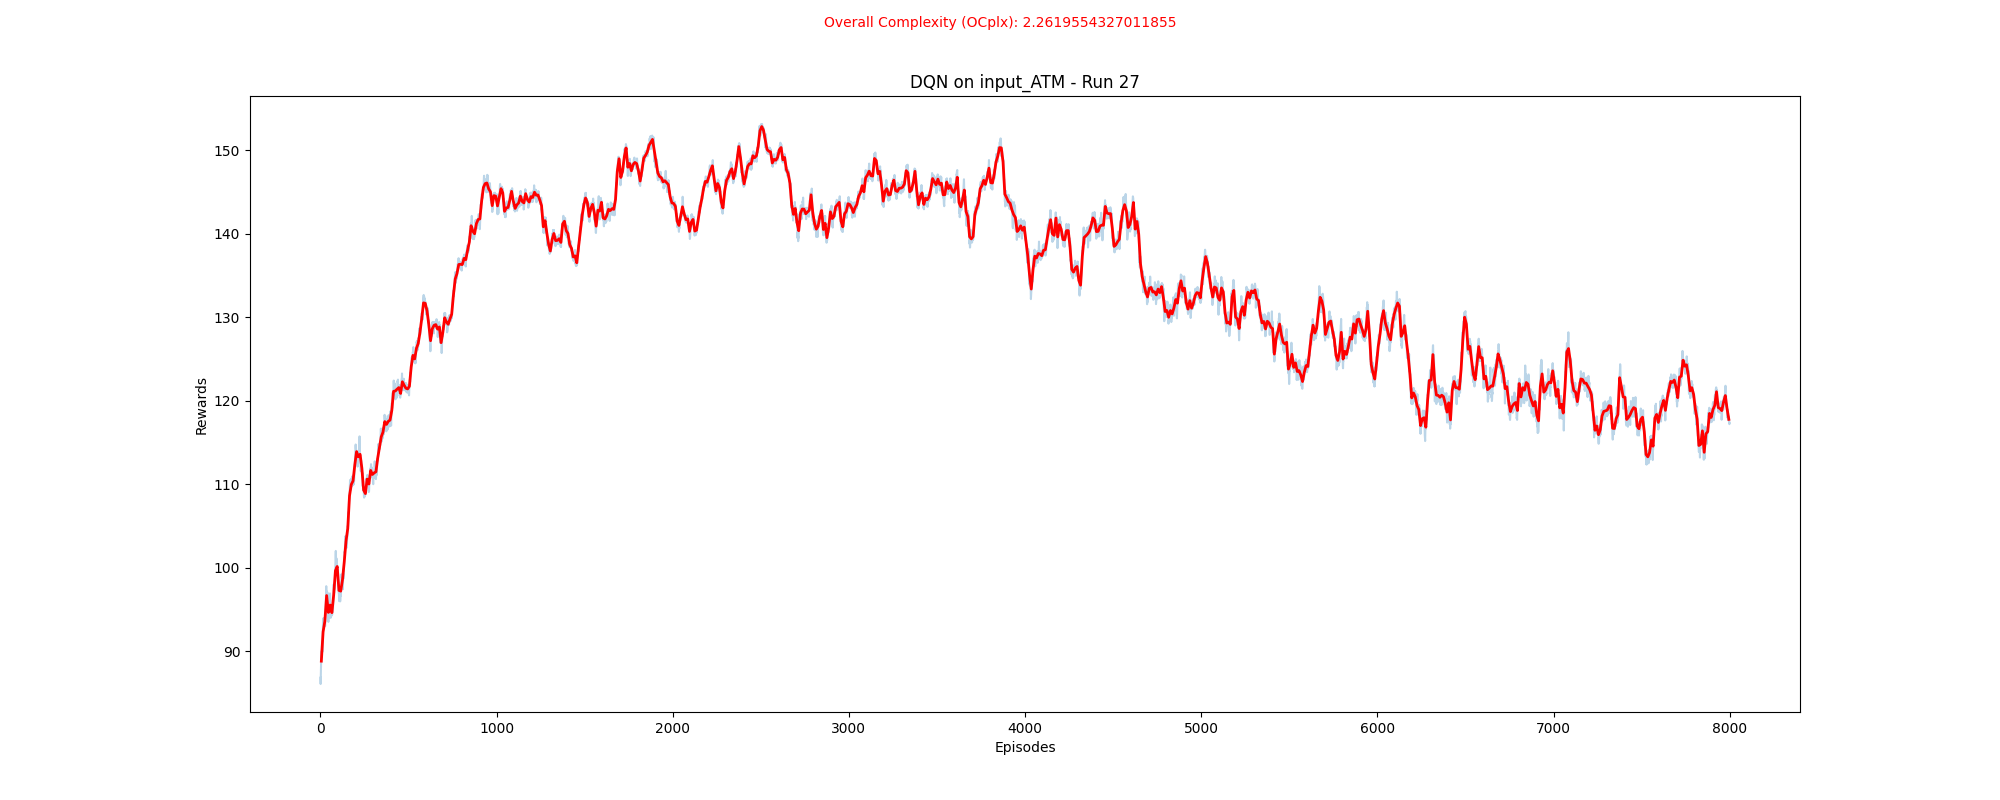 Overall Complexity (OCplx): 2.2619554327011855
DQN on input_ATM - Run 27
150
140
130
120
110
100
90
Rewards
0 1000 2000 3000 4000 5000 6000 7000 8000
Episodes